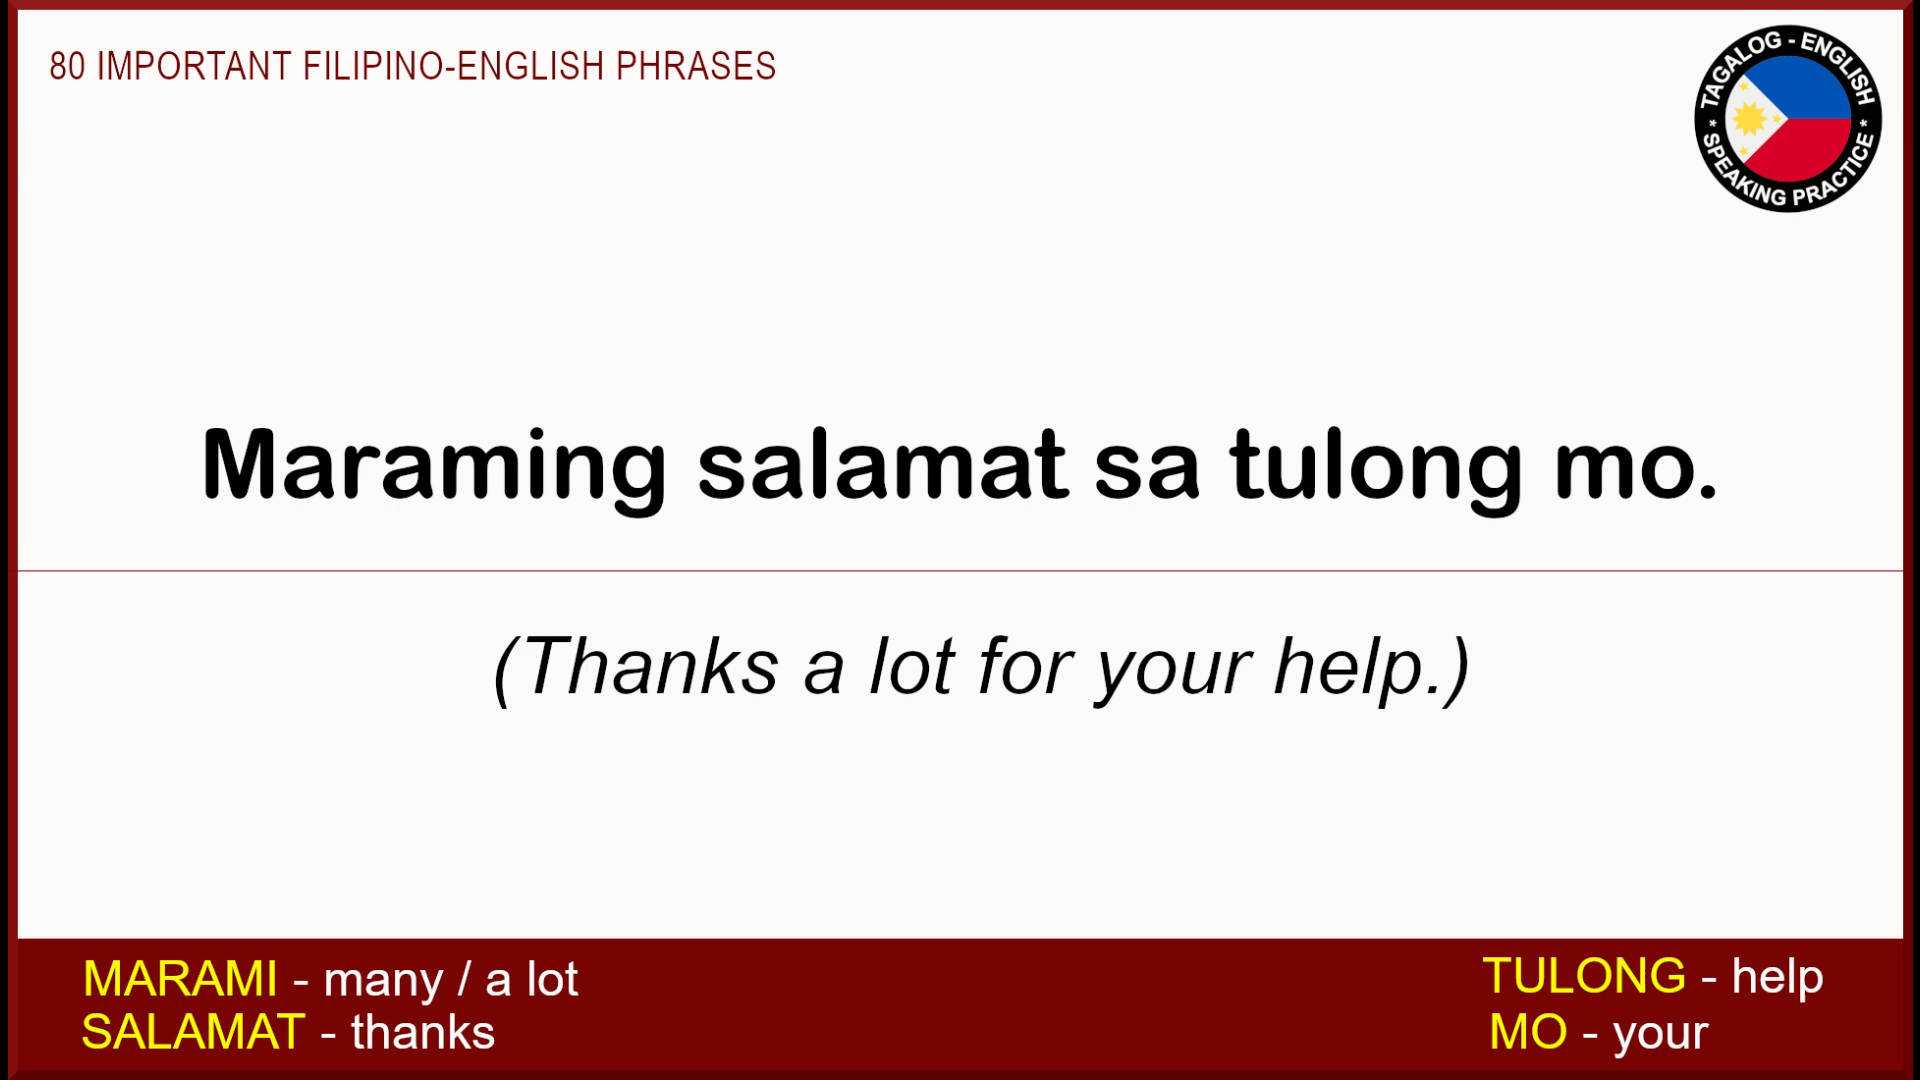 80 IMPORTANT FILIPINO-ENGLISH PHRASES
TAGALOG - ENGLISH
* SPEAKING PRACTICE *
Maraming salamat sa tulong mo.
(Thanks a lot for your help.)
MARAMI - many / a lot
SALAMAT - thanks
TULONG - help
MO - your